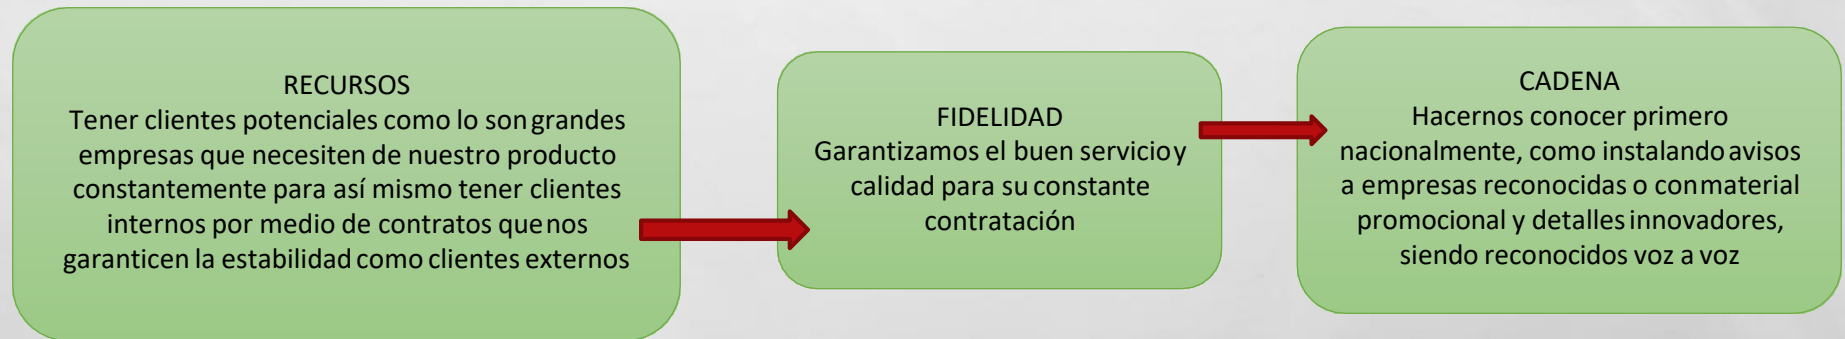 RECURSOS
Tener clientes potenciales como lo son grandes
empresas que necesiten de nuestro producto
constantemente para así mismo tener clientes
internos por medio de contratos que nos
garanticen la estabilidad como clientes externos
FIDELIDAD
Garantizamos el buen servicio y
calidad para su constante
contratación
CADENA
Hacernos conocer primero
nacionalmente, como instalando avisos
a empresas reconocidas o con material
promocional y detalles innovadores,
siendo reconocidos voz a voz